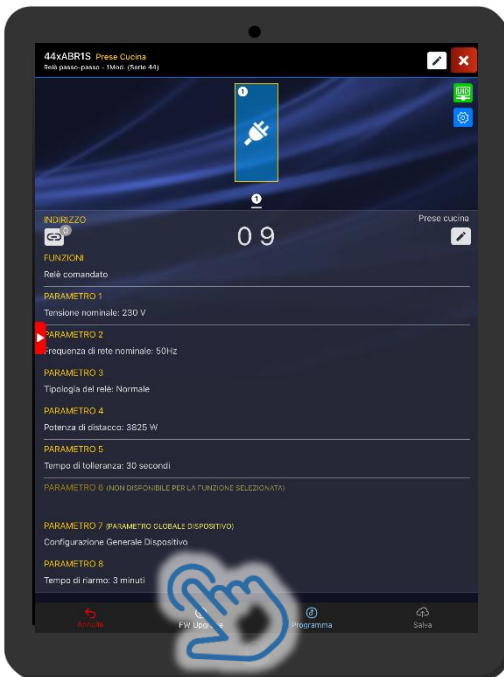 44xABR1S Prese Cucina
Relè passo-passo - 1Mod. (Serie 44)
1
UID
1
INDIRIZZO
Prese cucina
0
09
FUNZIONI
Relè comandato
PARAMETRO 1
Tensione nominale: 230 V
PARAMETRO 2
Frequenza di rete nominale: 50Hz
PARAMETRO 3
Tipologia del relè: Normale
PARAMETRO 4
Potenza di distacco: 3825 W
PARAMETRO 5
Tempo di tolleranza: 30 secondi
PARAMETRO 6 (NON DISPONIBILE PER LA FUNZIONE SELEZIONATA)
PARAMETRO 7 (PARAMETRO GLOBALE DISPOSITIVO)
Configurazione Generale Dispositivo
PARAMETRO 8
Tempo di riarmo: 3 minuti
Annulla
FW
Programma
Salva